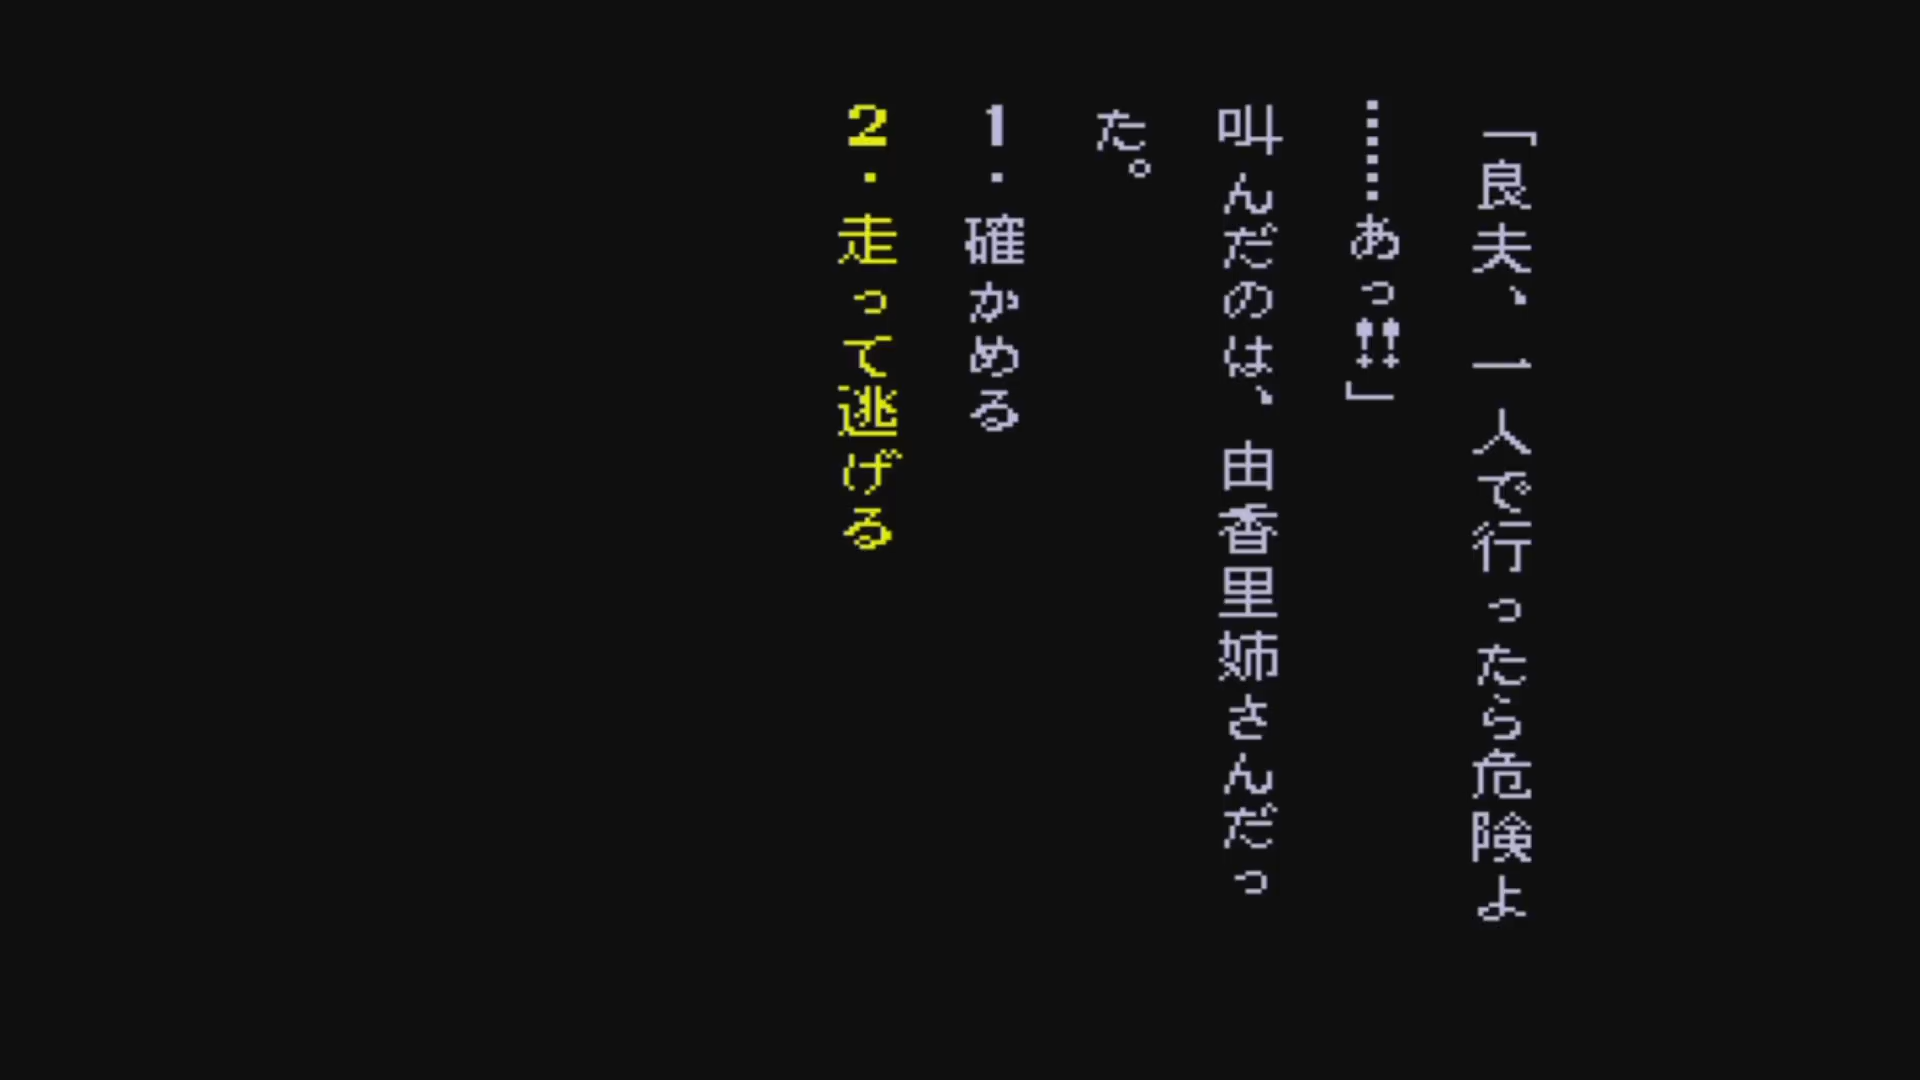 「良夫、一人で行ったら危険よ
……あっ!!」
叫んだのは、由香里姉さんだっ
た。
1・確かめる
2・走って逃げる